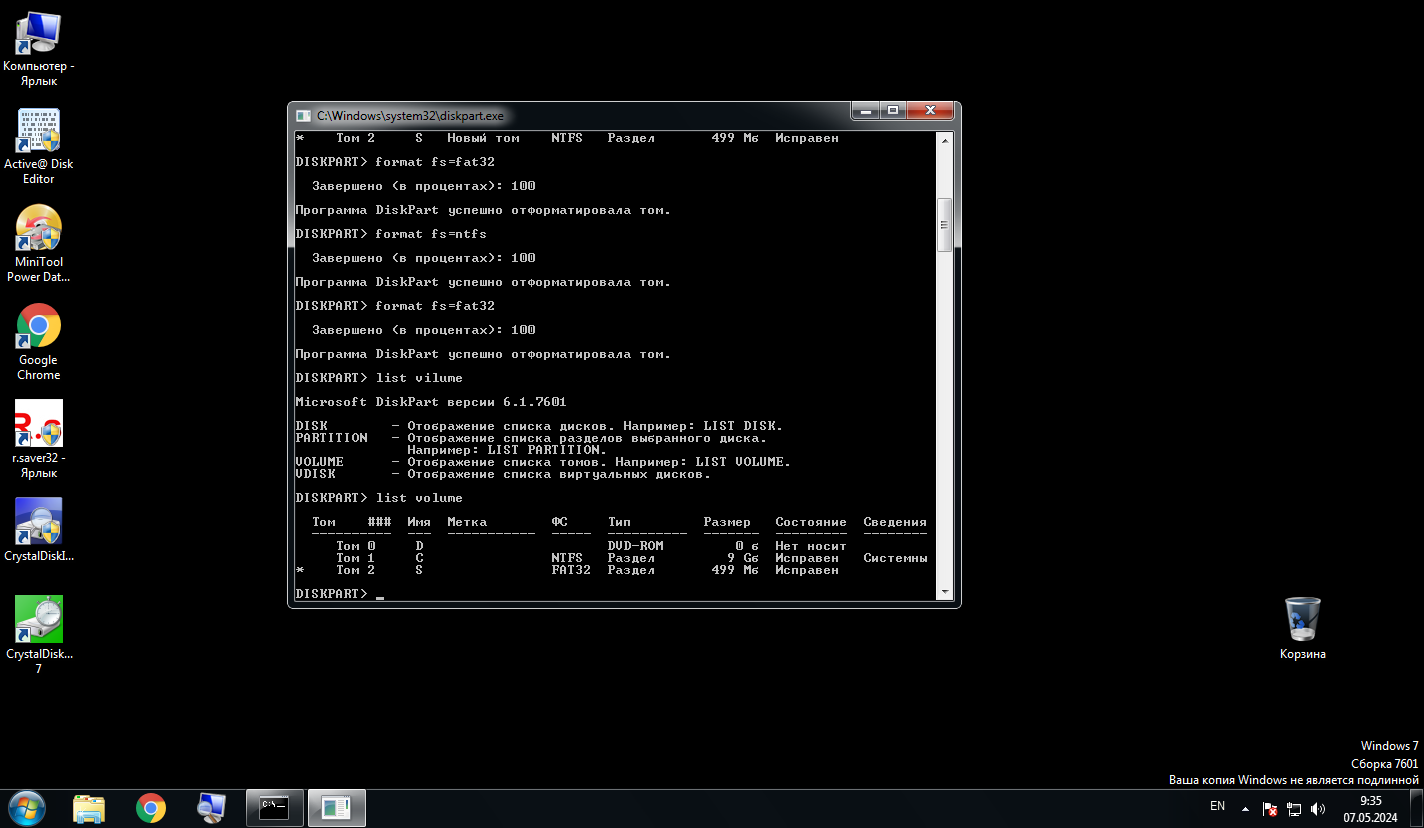 Компьютер -
Ярлык
Active@ Disk
Editor
MiniTool
Power Dat...
Google
Chrome
R.s
r.saver32 -
Ярлык
CrystalDiskI...
CrystalDisk...
7
C:\Windows\system32\diskpart.exe
*    Том 2     S   Новый том    NTFS   Раздел       499 Mб  Исправен
DISKPART> format fs=fat32
Завершено (в процентах): 100
Программа DiskPart успешно отформатировала том.
DISKPART> format fs=ntfs
Завершено (в процентах): 100
Программа DiskPart успешно отформатировала том.
DISKPART> format fs=fat32
Завершено (в процентах): 100
Программа DiskPart успешно отформатировала том.
DISKPART> list vilume
Microsoft DiskPart версии 6.1.7601
DISK        - Отображение списка дисков. Например: LIST DISK.
PARTITION   - Отображение списка разделов выбранного диска.
Например: LIST PARTITION.
VOLUME      - Отображение списка томов. Например: LIST VOLUME.
VDISK       - Отображение списка виртуальных дисков.
DISKPART> list volume
Том    ###  Имя  Метка        ФС     Тип         Размер   Состояние  Сведения
----------  ---  -----------  -----  ----------  -------  ---------  --------
Том 0     D                       DVD-ROM         0 б  Нет носит
Том 1     C                NTFS   Раздел         9 Gб  Исправен   Системны
*    Том 2     S                FAT32  Раздел       499 Mб  Исправен
DISKPART> _
Корзина
Windows 7
Сборка 7601
Ваша копия Windows не является подлинной
C:\_
EN
9:35
07.05.2024